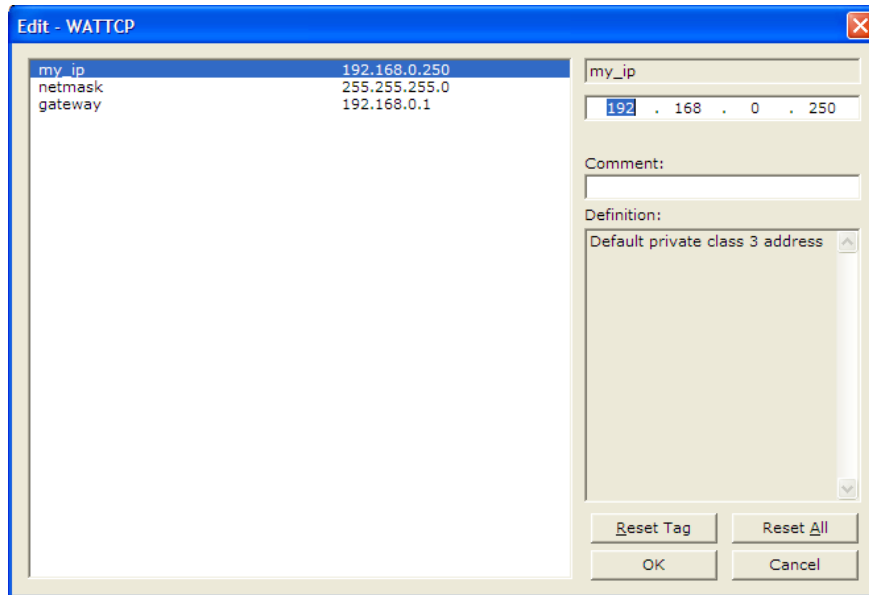 Edit - WATTCP
my_ip 192.168.0.250
netmask 255.255.255.0
gateway 192.168.0.1
my_ip
192 . 168 . 0 . 250
Comment:
Definition:
Default private class 3 address
Reset Tag Reset All
OK Cancel